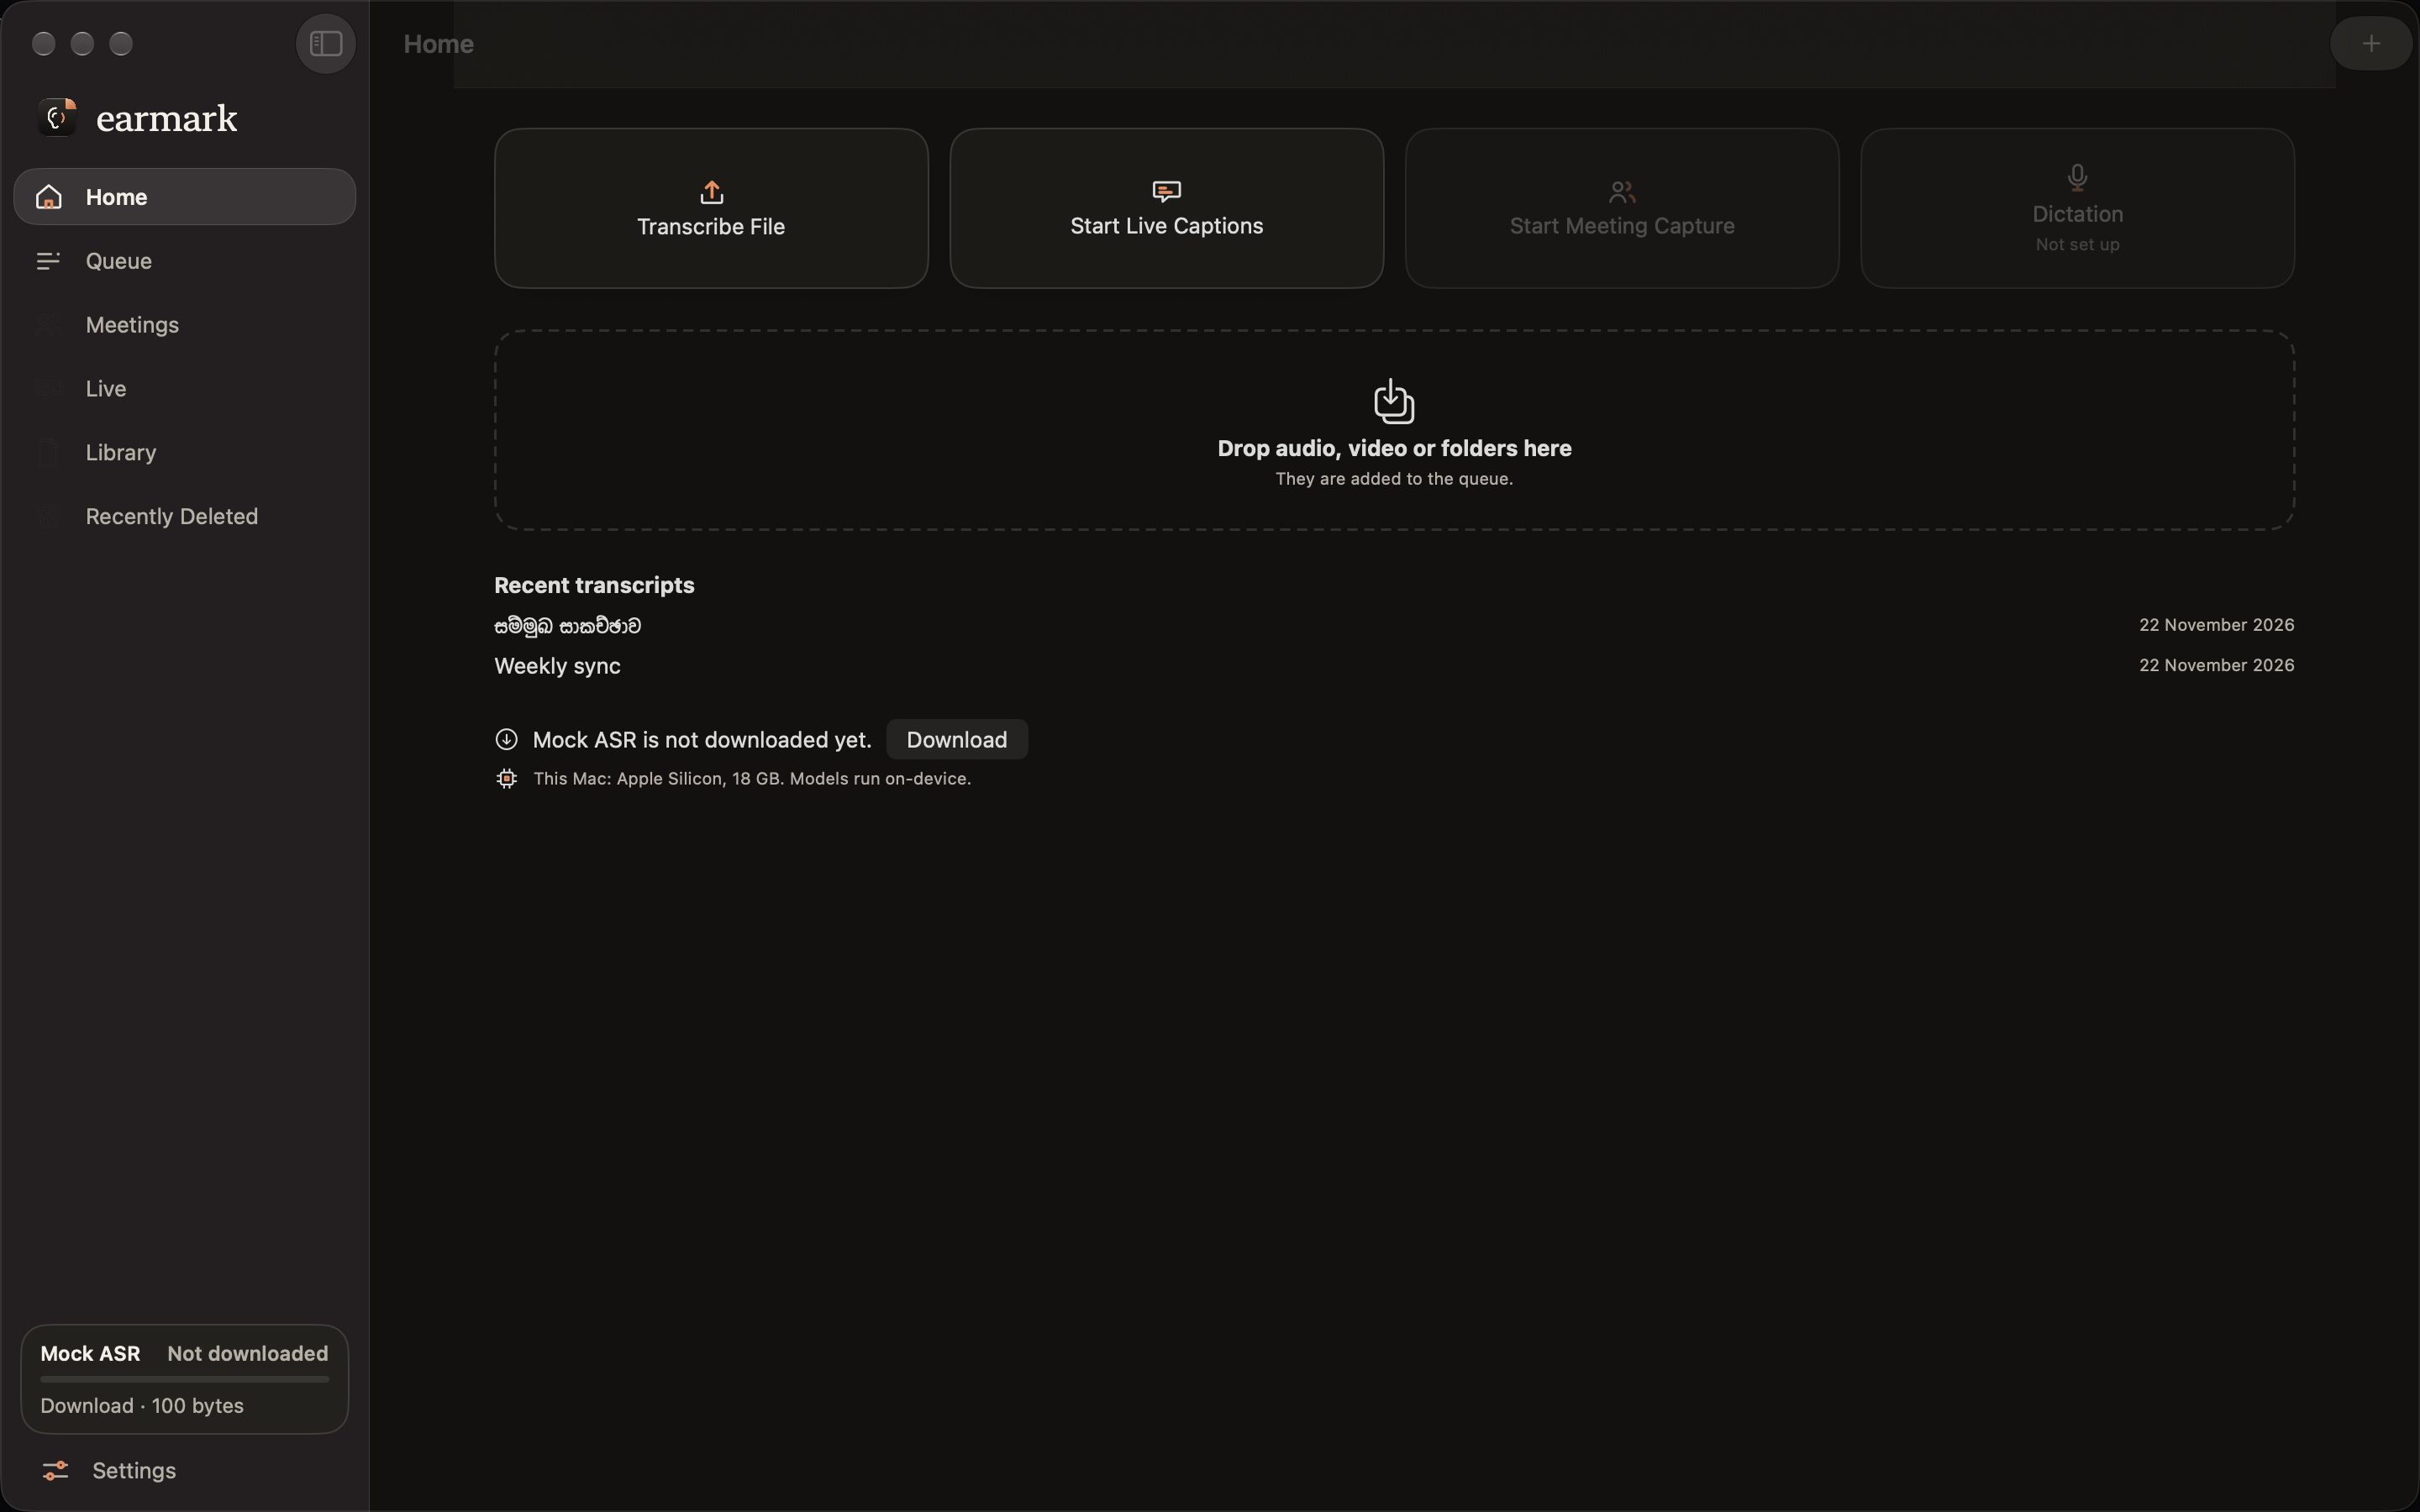 Home
earmark
Home
Queue
Meetings
Live
Library
Recently Deleted
Mock ASR Not downloaded
Download · 100 bytes
Settings
Transcribe File
Start Live Captions
Start Meeting Capture
Dictation
Not set up
Drop audio, video or folders here
They are added to the queue.
Recent transcripts
සම්මුඛ සාකච්ඡාව 22 November 2026
Weekly sync 22 November 2026
Mock ASR is not downloaded yet. Download
This Mac: Apple Silicon, 18 GB. Models run on-device.